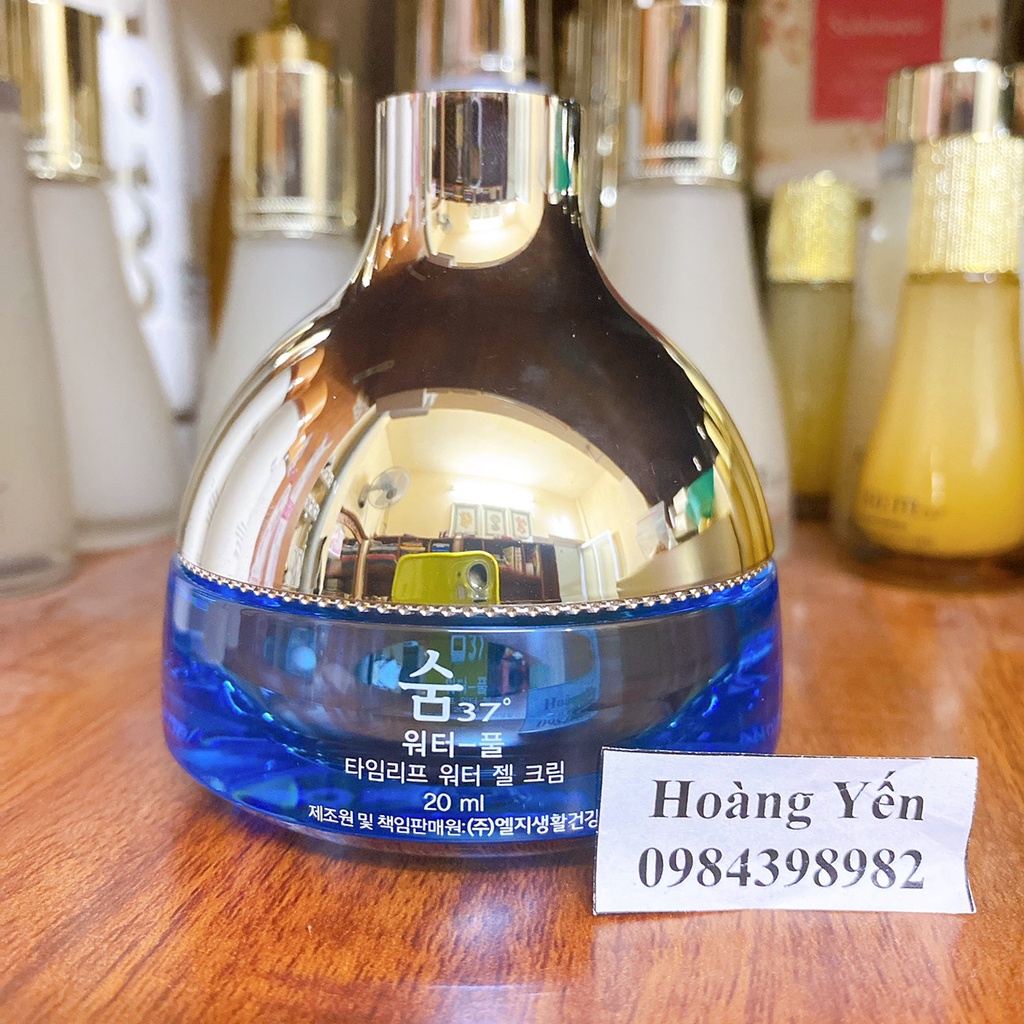 숨37°
워터-풀
타임리프 워터 젤 크림
20 ml
제조원 및 책임판매원:(주)엘지생활건강
Hoàng Yến
0984398982